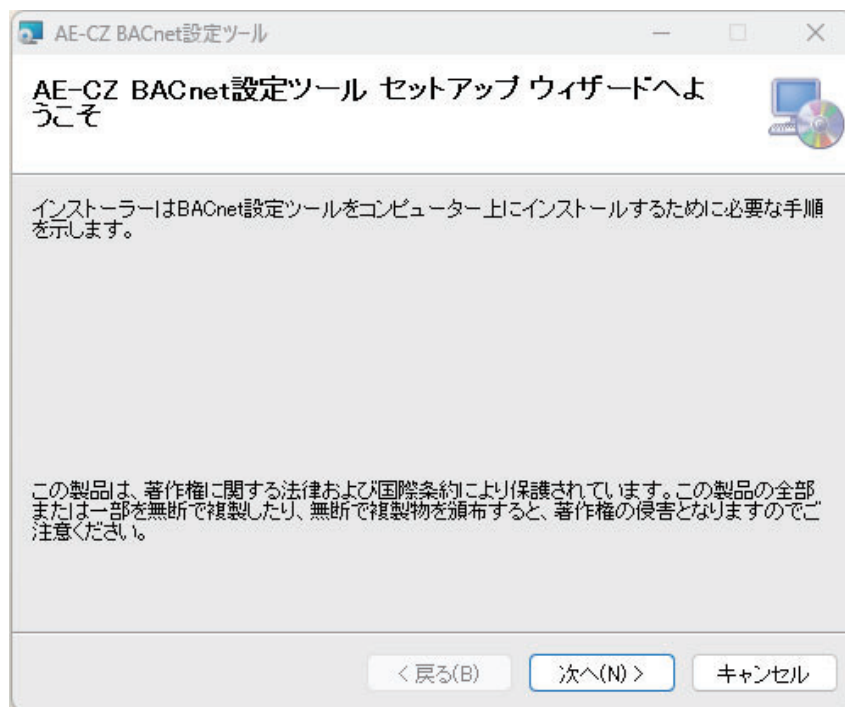 AE-CZ BACnet設定ツール
AE-CZ BACnet設定ツール セットアップ ウィザードへよ
うこそ
インストーラーはBACnet設定ツールをコンピューター上にインストールするために必要な手順
を示します。
この製品は、著作権に関する法律および国際条約により保護されています。この製品の全部
または一部を無断で複製したり、無断で複製物を頒布すると、著作権の侵害となりますのでご
注意ください。
< 戻る(B) 次へ(N) > キャンセル